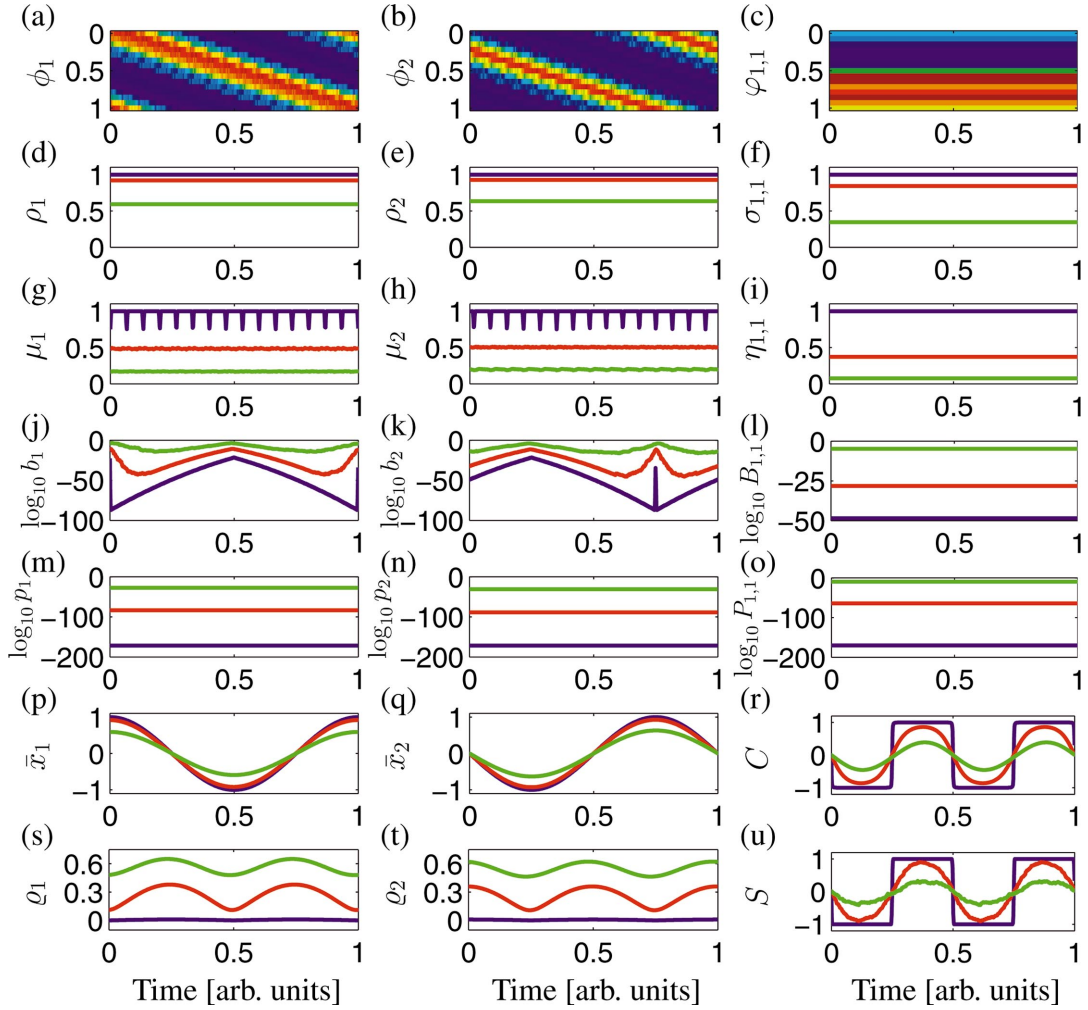 (a) (b) (c)
0 0.5 1 ϕ₁ 0 0.5 1
0 0.5 1 ϕ₂ 0 0.5 1
0 0.5 1 φ₁,₁ 0 0.5 1
(d) (e) (f)
1 0.5 0 ρ₁ 0 0.5 1
1 0.5 0 ρ₂ 0 0.5 1
1 0.5 0 σ₁,₁ 0 0.5 1
(g) (h) (i)
1 0.5 0 μ₁ 0 0.5 1
1 0.5 0 μ₂ 0 0.5 1
1 0.5 0 η₁,₁ 0 0.5 1
(j) (k) (l)
0 −50 −100 log₁₀ b₁ 0 0.5 1
0 −50 −100 log₁₀ b₂ 0 0.5 1
0 −25 −50 log₁₀ B₁,₁ 0 0.5 1
(m) (n) (o)
0 −100 −200 log₁₀ p₁ 0 0.5 1
0 −100 −200 log₁₀ p₂ 0 0.5 1
0 −100 −200 log₁₀ P₁,₁ 0 0.5 1
(p) (q) (r)
1 0 −1 x̄₁ 0 0.5 1
1 0 −1 x̄₂ 0 0.5 1
1 0 −1 C 0 0.5 1
(s) (t) (u)
0.6 0.3 0 ϱ₁ 0 0.5 1
0.6 0.3 0 ϱ₂ 0 0.5 1
1 0 −1 S 0 0.5 1
Time [arb. units] Time [arb. units] Time [arb. units]